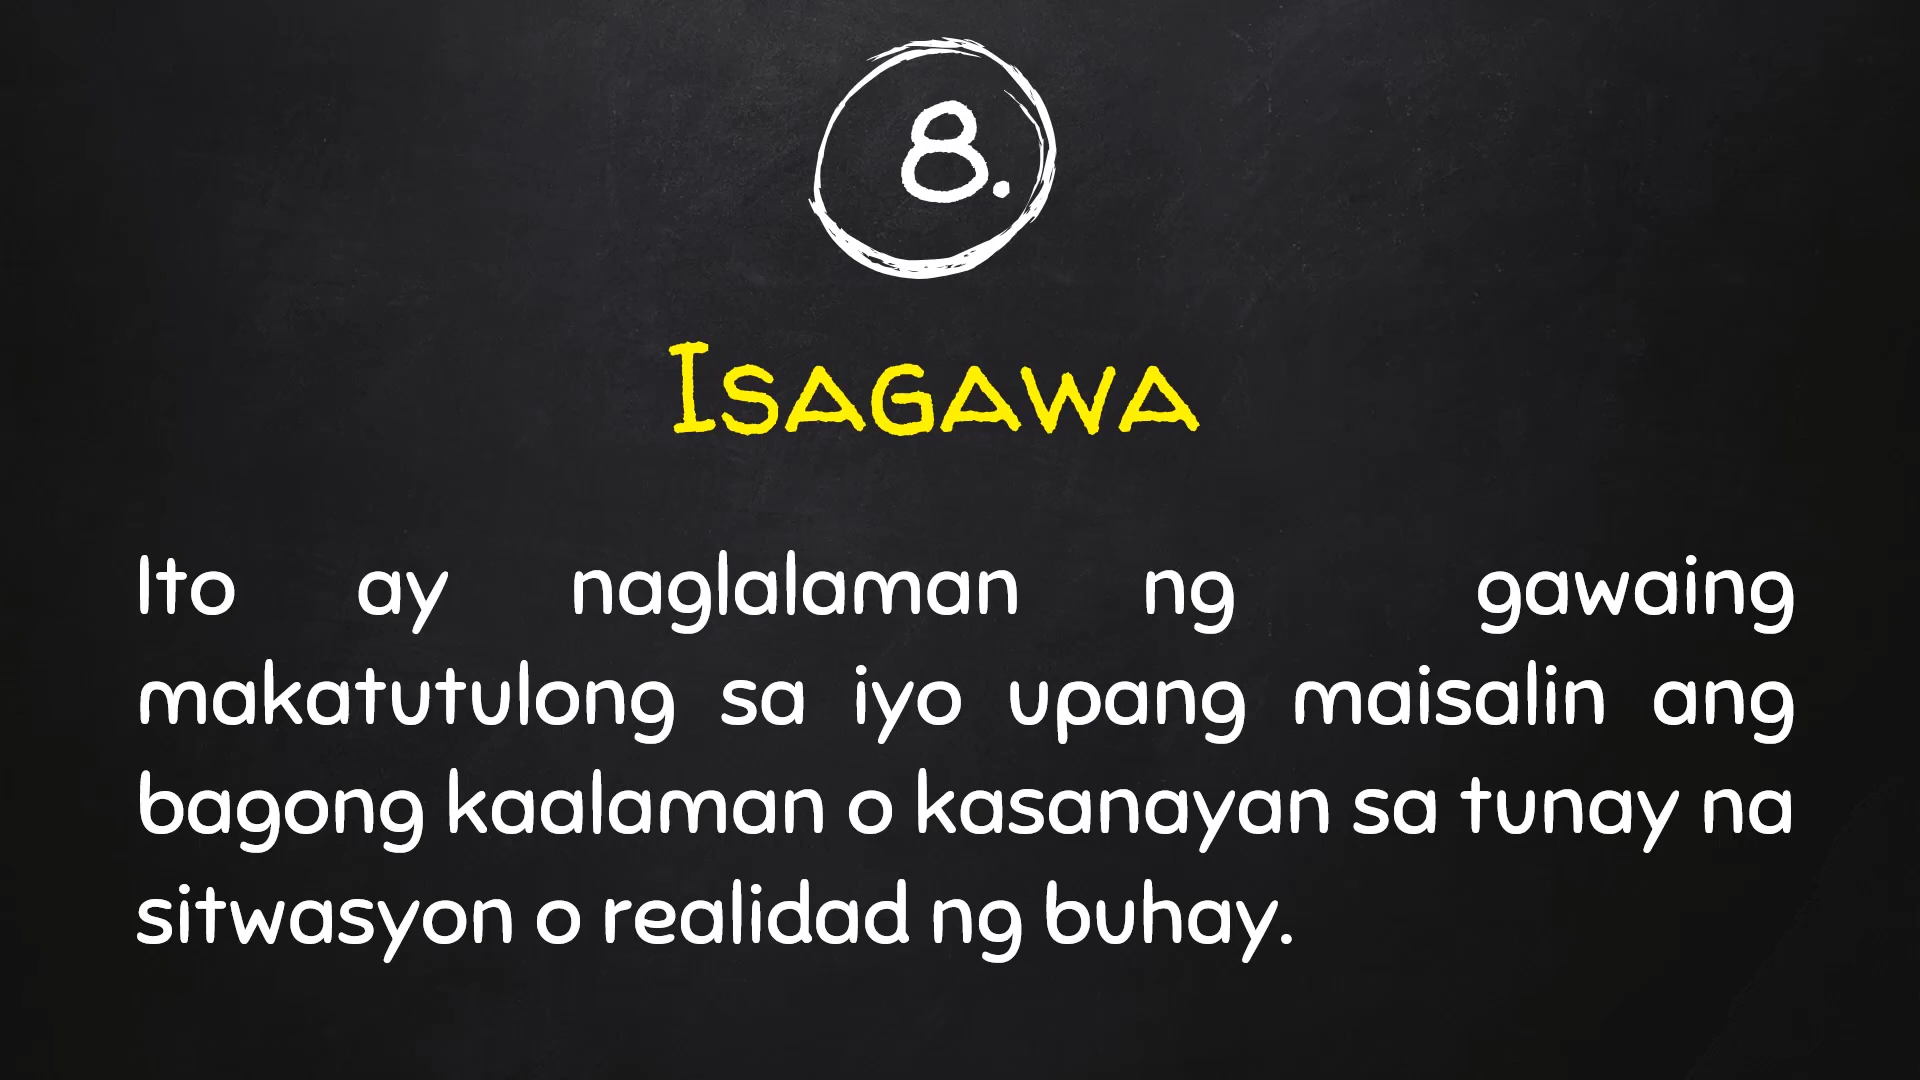 8.
Isagawa
Ito ay naglalaman ng gawaing
makatutulong sa iyo upang maisalin ang
bagong kaalaman o kasanayan sa tunay na
sitwasyon o realidad ng buhay.